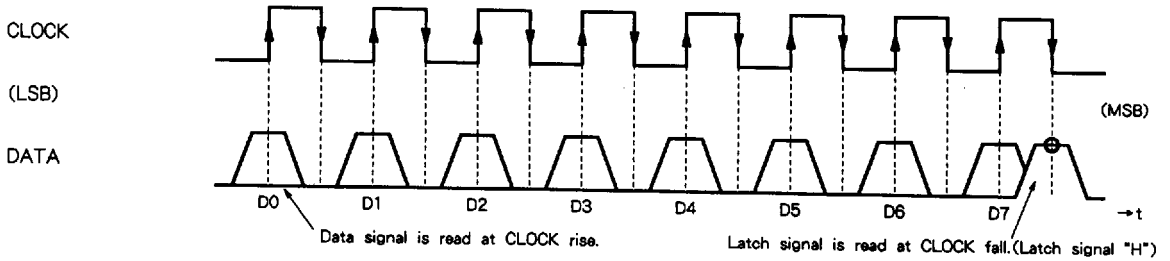 CLOCK
(LSB)
(MSB)
DATA
D0 D1 D2 D3 D4 D5 D6 D7 →t
Data signal is read at CLOCK rise.
Latch signal is read at CLOCK fall.(Latch signal "H")